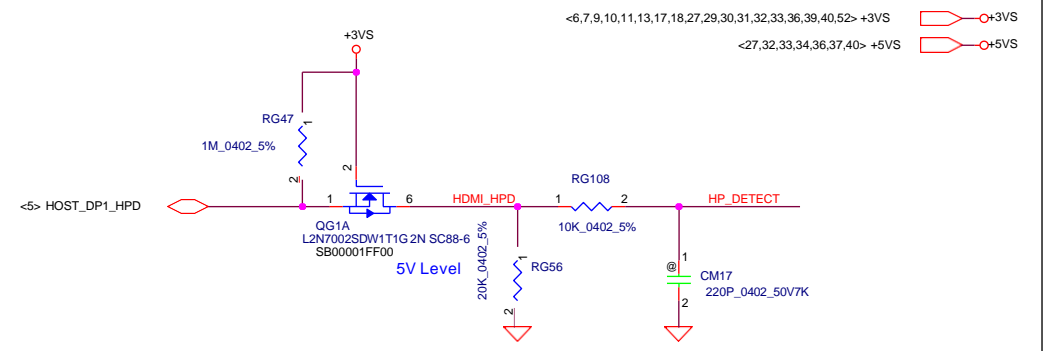 <6,7,9,10,11,13,17,18,27,29,30,31,32,33,36,39,40,52> +3VS
+3VS
<27,32,33,34,36,37,40> +5VS
+5VS
+3VS
RG47
1
1M_0402_5%
2
2
<5> HOST_DP1_HPD
1
6
HDMI_HPD
RG108
1
2
HP_DETECT
10K_0402_5%
QG1A
L2N7002SDW1T1G 2N SC88-6
SB00001FF00
5V Level
20K_0402_5%
1
RG56
2
1
@
CM17
220P_0402_50V7K
2